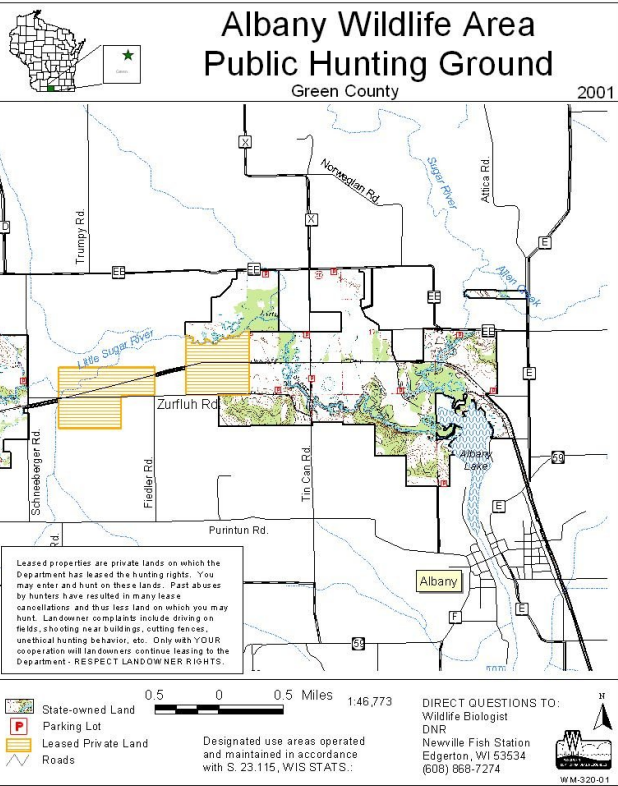 Albany Wildlife Area
Public Hunting Ground
Green County
2001
X
Norwegian Rd.
Sugar River
Attica Rd.
Trumpy Rd.
D
X
E
EB
EB
P
P
Allen Creek
EB
EB
Little Sugar River
P
P
E
P
P
P
Zurfluh Rd.
Albany
Lake
59
P
Schneeberger Rd.
Fiedler Rd.
Tin Can Rd.
E
Purintun Rd.
Rd.
Albany
E
F
59
Leased properties are private lands on which the
Department has leased the hunting rights. You
may enter and hunt on these lands. Past abuses
by hunters have resulted in many lease
cancellations and thus less land on which you may
hunt. Landowner complaints include driving on
fields, shooting near buildings, cutting fences,
unethical hunting behavior, etc. Only with YOUR
cooperation will landowners continue leasing to the
Department - RESPECT LANDOWNER RIGHTS.
State-owned Land
P Parking Lot
Leased Private Land
Roads
0.5 0 0.5 Miles
1:46,773
Designated use areas operated
and maintained in accordance
with S. 23.115, WIS STATS.:
DIRECT QUESTIONS TO:
Wildlife Biologist
DNR
Newville Fish Station
Edgerton, WI 53534
(608) 868-7274
N
WM-320-01